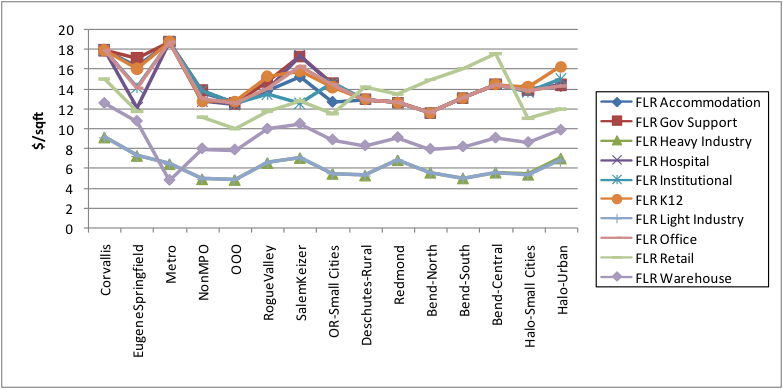 20
18
16
14
12
10
8
6
4
2
0
$/sqft
Corvallis
EugeneSpringfield
Metro
NonMPO
OOO
RogueValley
SalemKeizer
OR-Small Cities
Deschutes-Rural
Redmond
Bend-North
Bend-South
Bend-Central
Halo-Small Cities
Halo-Urban
FLR Accommodation
FLR Gov Support
FLR Heavy Industry
FLR Hospital
FLR Institutional
FLR K12
FLR Light Industry
FLR Office
FLR Retail
FLR Warehouse